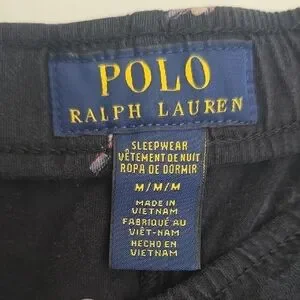 POLO
RALPH LAUREN
SLEEPWEAR
VÊTEMENT DE NUIT
ROPA DE DORMIR
M/M/M
MADE IN
VIETNAM
FABRIQUÉ AU
VIÊT-NAM
HECHO EN
VIETNAM